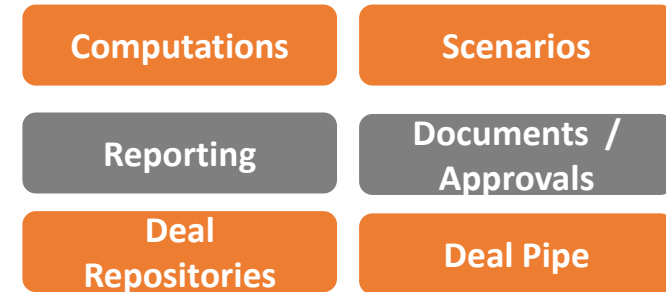 Computations
Scenarios
Reporting
Documents / 
Approvals
Deal
Repositories
Deal Pipe